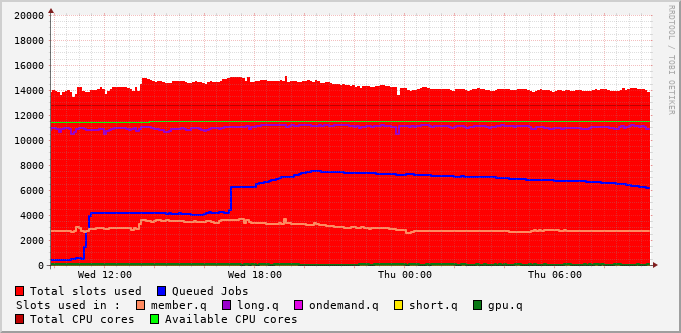 20000
18000
16000
14000
12000
10000
8000
6000
4000
2000
0
Wed 12:00 Wed 18:00 Thu 00:00 Thu 06:00
Total slots used Queued Jobs
Slots used in : member.q long.q ondemand.q short.q gpu.q
Total CPU cores Available CPU cores
RRDTOOL / TOBI OETIKER